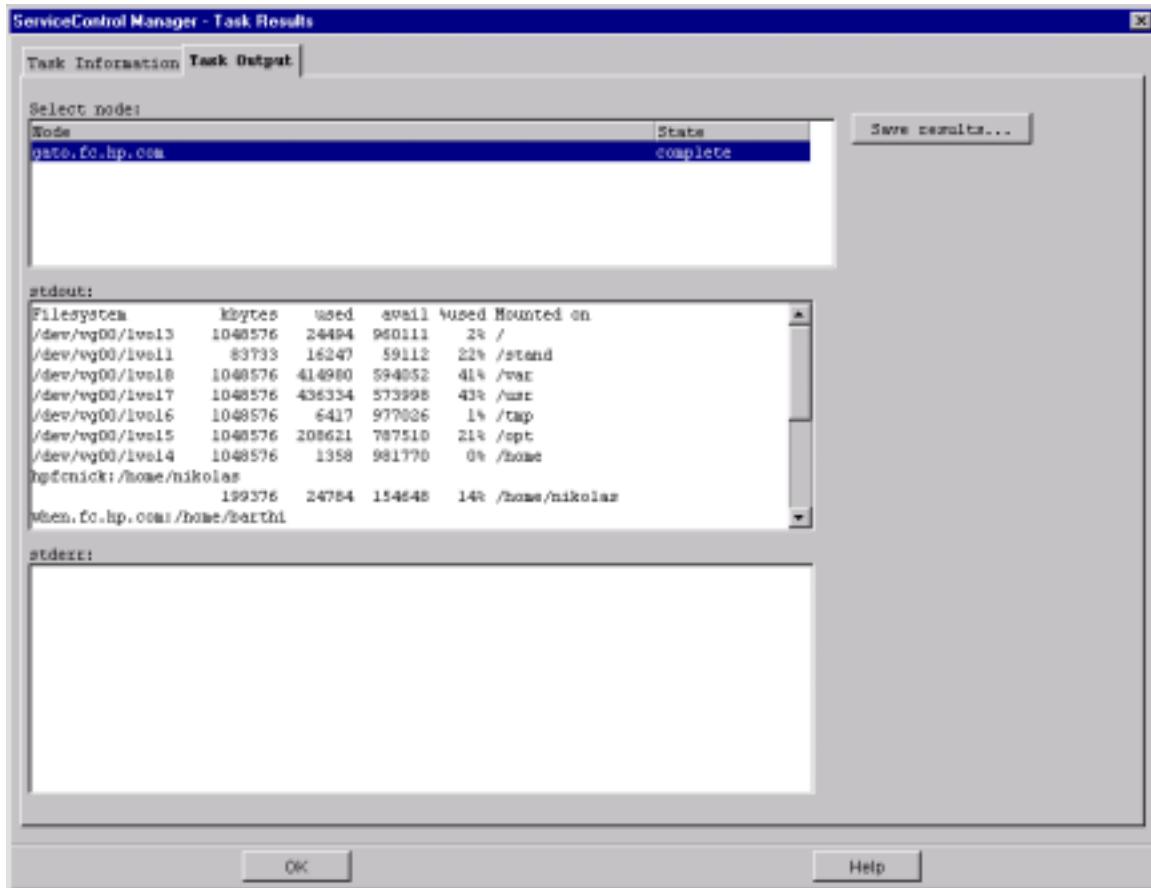 ServiceControl Manager - Task Results
Task Information Task Output
Select node:
Node State
gato.fc.hp.com complete
Save results...
stdout:
Filesystem kbytes used avail %used Mounted on
/dev/vg00/lvol3 1048576 24494 960111 2% /
/dev/vg00/lvol1 83733 16247 59112 22% /stand
/dev/vg00/lvol8 1048576 414980 594052 41% /var
/dev/vg00/lvol7 1048576 436334 573998 43% /usr
/dev/vg00/lvol6 1048576 6417 977026 1% /tmp
/dev/vg00/lvol5 1048576 208621 787510 21% /opt
/dev/vg00/lvol4 1048576 1358 981770 0% /home
hpfcnick:/home/nikolas
199376 24784 154648 14% /home/nikolas
when.fc.hp.com:/home/barthi
stderr:
OK Help